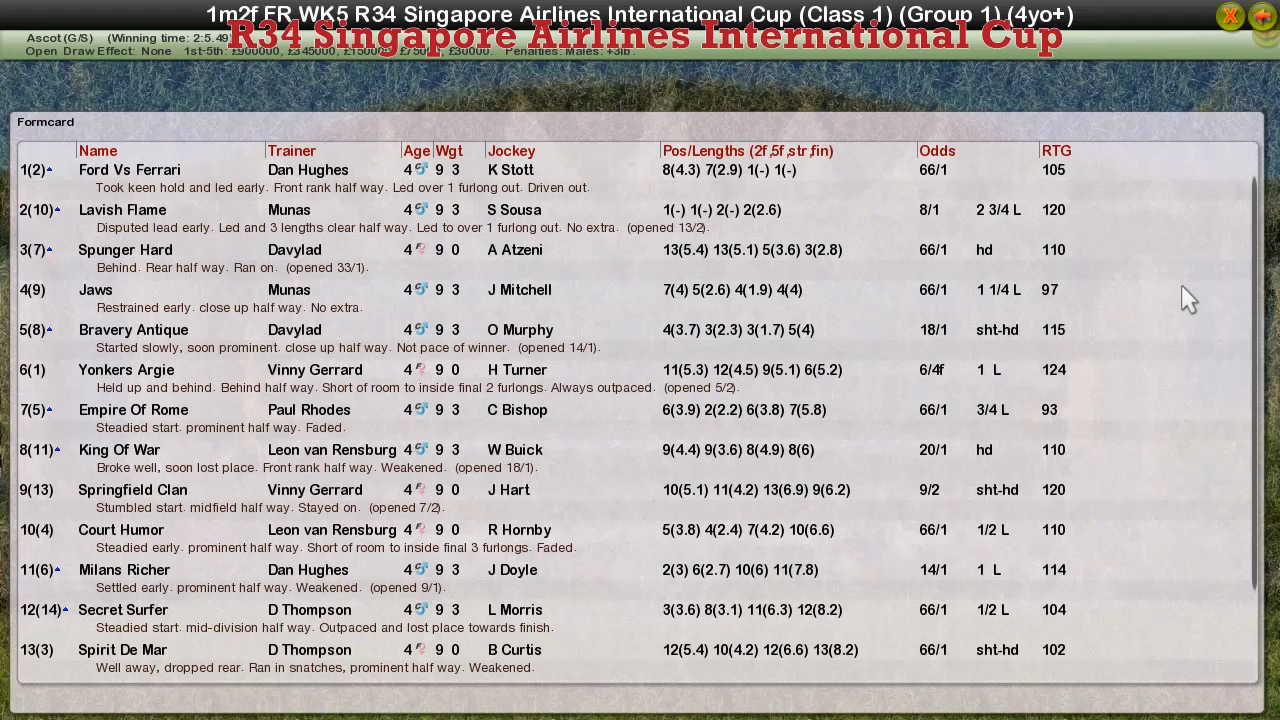 1m2f FR WK5 R34 Singapore Airlines International Cup (Class 1) (Group 1) (4yo+)
R34 Singapore Airlines International Cup
Ascot(G/S) (Winning time: 2:5.49)
Open Draw Effect: None 1st-5th: £900000, £345000, £150000, £75000, £30000. Penalties: Males: +3lb.
Formcard
Name Trainer Age Wgt Jockey Pos/Lengths (2f,5f,str,fin) Odds RTG
1(2) Ford Vs Ferrari Dan Hughes 4 9 3 K Stott 8(4.3) 7(2.9) 1(-) 1(-) 66/1 105
Took keen hold and led early. Front rank half way. Led over 1 furlong out. Driven out.
2(10) Lavish Flame Munas 4 9 3 S Sousa 1(-) 1(-) 2(-) 2(2.6) 8/1 2 3/4 L 120
Disputed lead early. Led and 3 lengths clear half way. Led to over 1 furlong out. No extra. (opened 13/2).
3(7) Spunger Hard Davylad 4 9 0 A Atzeni 13(5.4) 13(5.1) 5(3.6) 3(2.8) 66/1 hd 110
Behind. Rear half way. Ran on. (opened 33/1).
4(9) Jaws Munas 4 9 3 J Mitchell 7(4) 5(2.6) 4(1.9) 4(4) 66/1 1 1/4 L 97
Restrained early. close up half way. No extra.
5(8) Bravery Antique Davylad 4 9 3 O Murphy 4(3.7) 3(2.3) 3(1.7) 5(4) 18/1 sht-hd 115
Started slowly, soon prominent. close up half way. Not pace of winner. (opened 14/1).
6(1) Yonkers Argie Vinny Gerrard 4 9 0 H Turner 11(5.3) 12(4.5) 9(5.1) 6(5.2) 6/4f 1 L 124
Held up and behind. Behind half way. Short of room to inside final 2 furlongs. Always outpaced. (opened 5/2).
7(5) Empire Of Rome Paul Rhodes 4 9 3 C Bishop 6(3.9) 2(2.2) 6(3.8) 7(5.8) 66/1 3/4 L 93
Steadied start. prominent half way. Faded.
8(11) King Of War Leon van Rensburg 4 9 3 W Buick 9(4.4) 9(3.6) 8(4.9) 8(6) 20/1 hd 110
Broke well, soon lost place. Front rank half way. Weakened. (opened 18/1).
9(13) Springfield Clan Vinny Gerrard 4 9 0 J Hart 10(5.1) 11(4.2) 13(6.9) 9(6.2) 9/2 sht-hd 120
Stumbled start. midfield half way. Stayed on. (opened 7/2).
10(4) Court Humor Leon van Rensburg 4 9 0 R Hornby 5(3.8) 4(2.4) 7(4.2) 10(6.6) 66/1 1/2 L 110
Steadied early. prominent half way. Short of room to inside final 3 furlongs. Faded.
11(6) Milans Richer Dan Hughes 4 9 3 J Doyle 2(3) 6(2.7) 10(6) 11(7.8) 14/1 1 L 114
Settled early. prominent half way. Weakened. (opened 9/1).
12(14) Secret Surfer D Thompson 4 9 3 L Morris 3(3.6) 8(3.1) 11(6.3) 12(8.2) 66/1 1/2 L 104
Steadied start. mid-division half way. Outpaced and lost place towards finish.
13(3) Spirit De Mar D Thompson 4 9 0 B Curtis 12(5.4) 10(4.2) 12(6.6) 13(8.2) 66/1 sht-hd 102
Well away, dropped rear. Ran in snatches, prominent half way. Weakened.